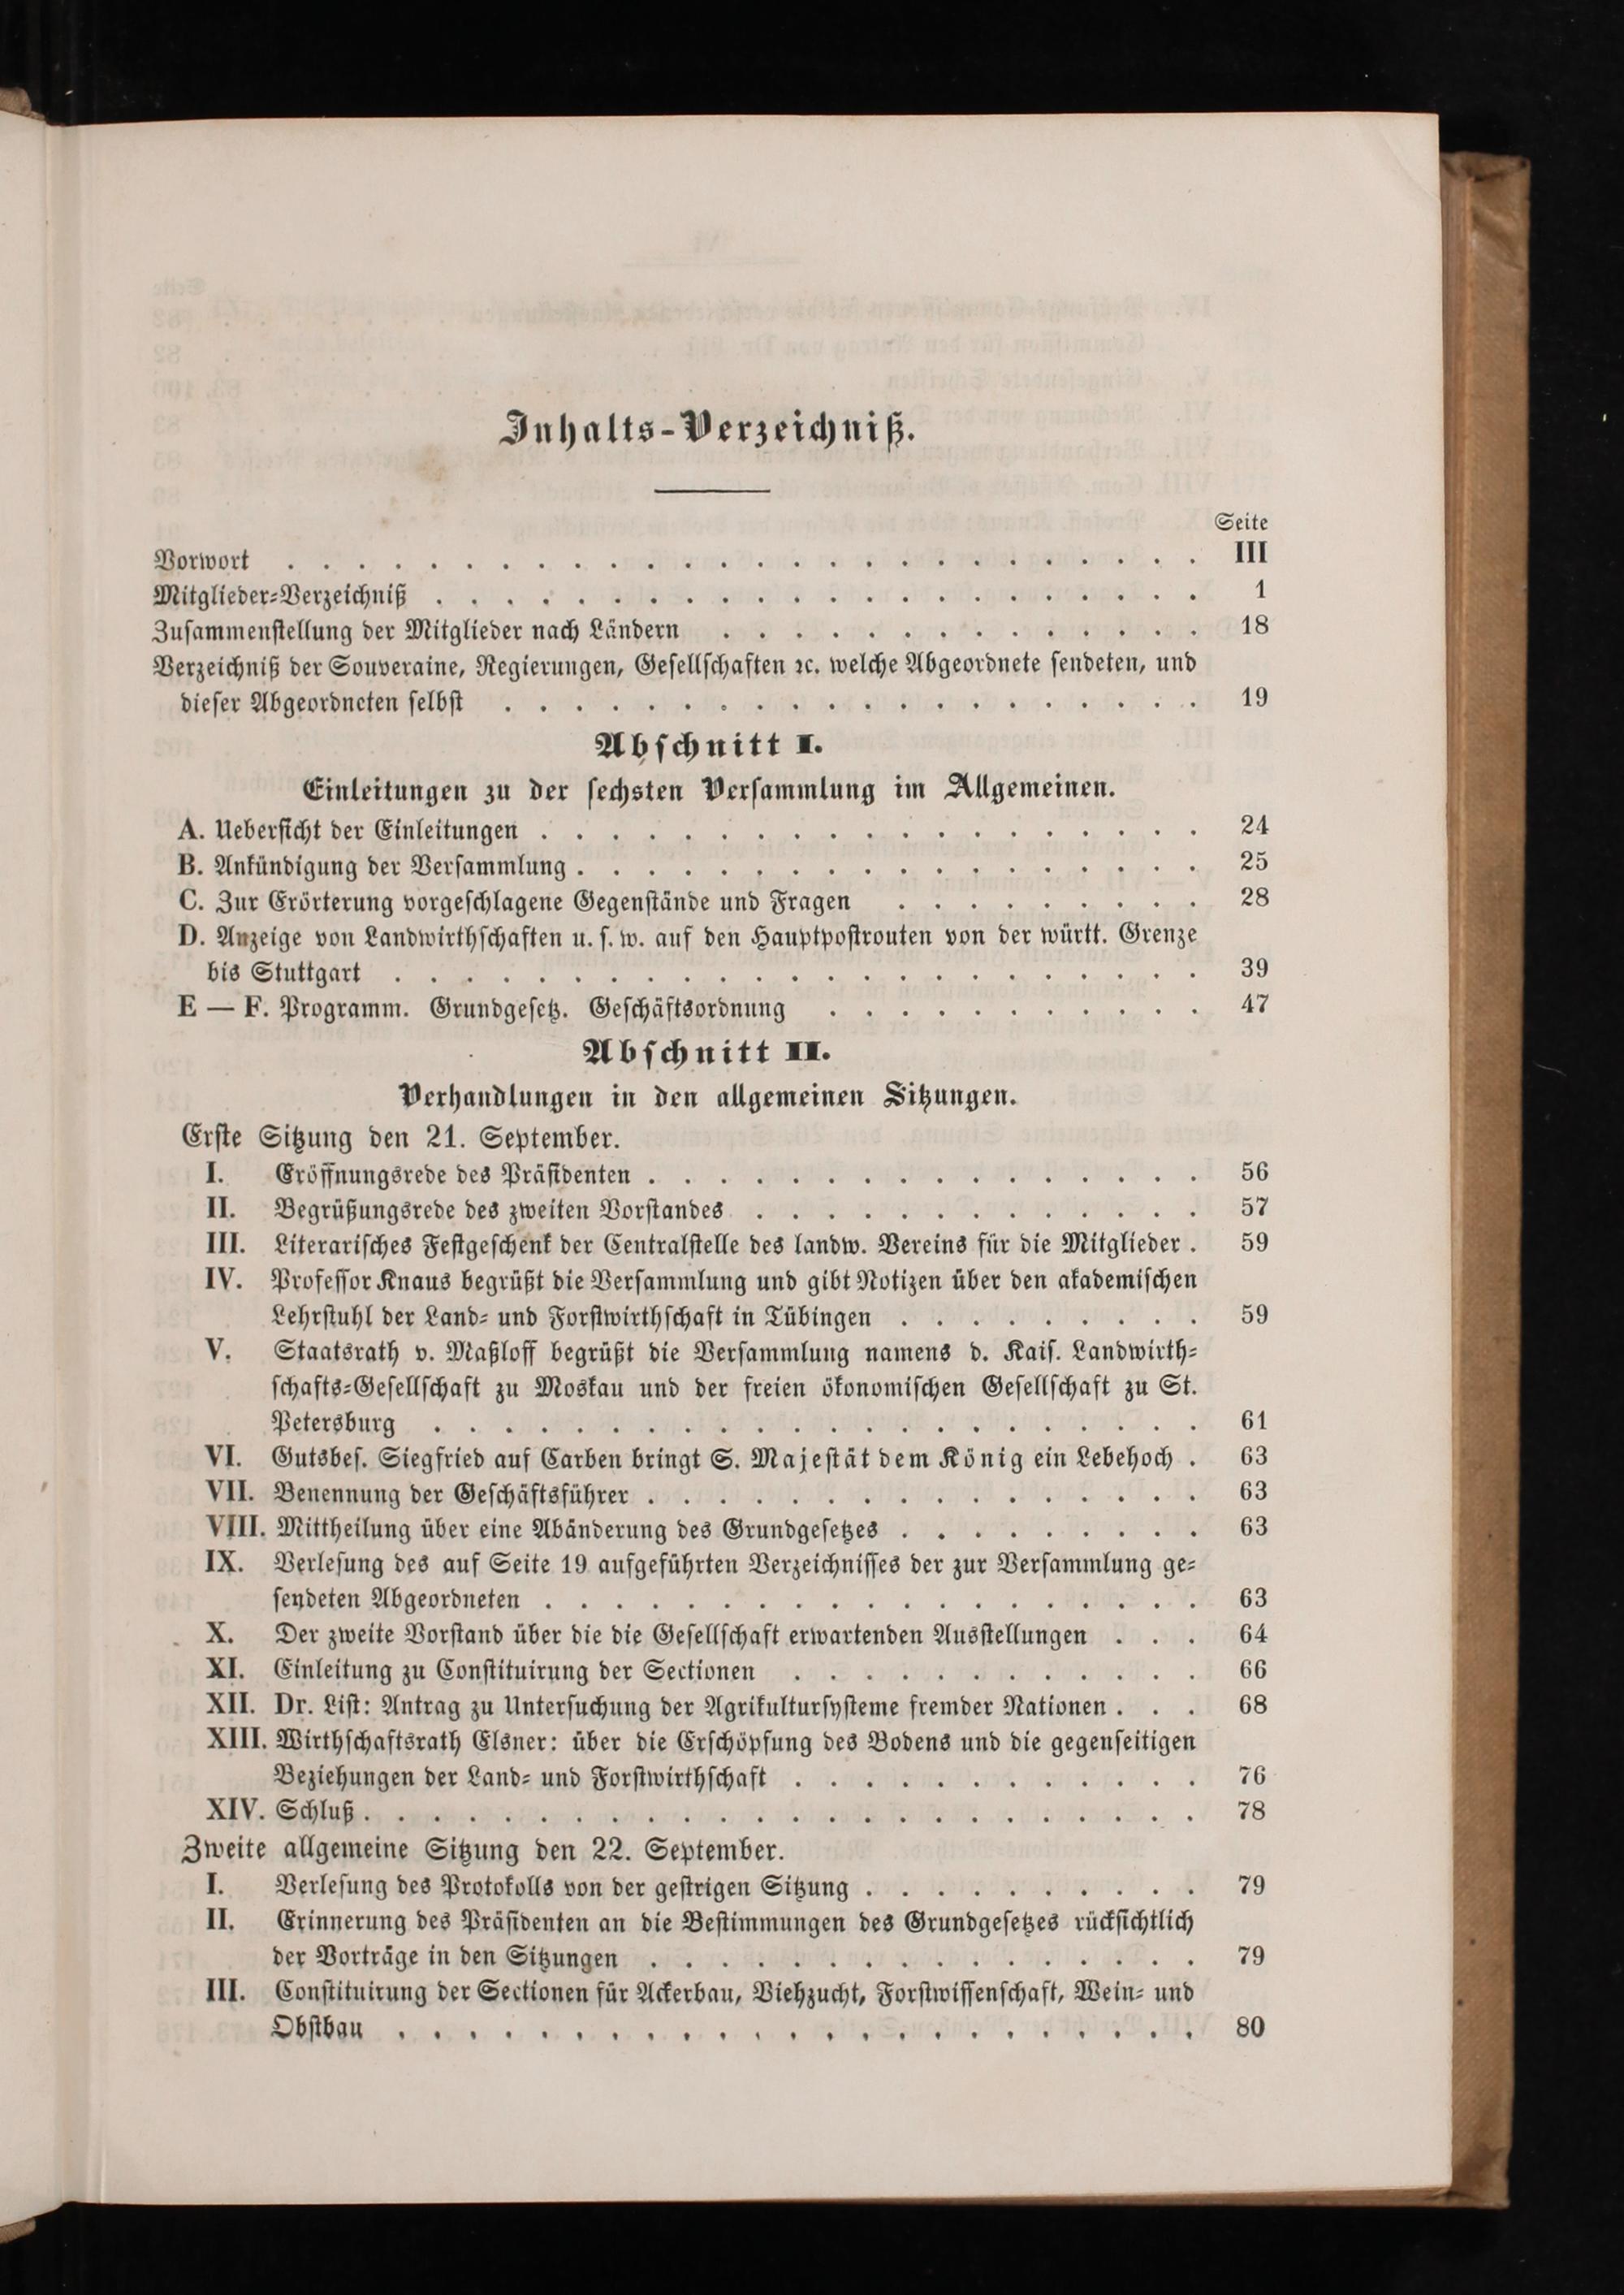 Inhalts-Verzeichniß.
Seite
Vorwort . . . . . . . . . . . . . . . . . . . . . . . . . . III
Mitglieder-Verzeichniß . . . . . . . . . . . . . . . . . . . . . . 1
Zusammenstellung der Mitglieder nach Ländern . . . . . . . . . . . . . . 18
Verzeichniß der Souveraine, Regierungen, Gesellschaften ꝛc. welche Abgeordnete sendeten, und
dieser Abgeordneten selbst . . . . . . . . . . . . . . . . . . . . 19
Abschnitt I.
Einleitungen zu der sechsten Versammlung im Allgemeinen.
A. Uebersicht der Einleitungen . . . . . . . . . . . . . . . . . . . 24
B. Ankündigung der Versammlung . . . . . . . . . . . . . . . . . . 25
C. Zur Erörterung vorgeschlagene Gegenstände und Fragen . . . . . . . . . 28
D. Anzeige von Landwirthschaften u. s. w. auf den Hauptpostrouten von der württ. Grenze
bis Stuttgart . . . . . . . . . . . . . . . . . . . . . . . 39
E — F. Programm. Grundgesetz. Geschäftsordnung . . . . . . . . . . . 47
Abschnitt II.
Verhandlungen in den allgemeinen Sitzungen.
Erste Sitzung den 21. September.
I. Eröffnungsrede des Präsidenten . . . . . . . . . . . . . . . . 56
II. Begrüßungsrede des zweiten Vorstandes . . . . . . . . . . . . . 57
III. Literarisches Festgeschenk der Centralstelle des landw. Vereins für die Mitglieder . 59
IV. Professor Knaus begrüßt die Versammlung und gibt Notizen über den akademischen
Lehrstuhl der Land- und Forstwirthschaft in Tübingen . . . . . . . . . 59
V. Staatsrath v. Maßloff begrüßt die Versammlung namens d. Kais. Landwirth-
schafts-Gesellschaft zu Moskau und der freien ökonomischen Gesellschaft zu St.
Petersburg . . . . . . . . . . . . . . . . . . . . . . 61
VI. Gutsbes. Siegfried auf Carben bringt S. Majestät dem König ein Lebehoch . 63
VII. Benennung der Geschäftsführer . . . . . . . . . . . . . . . . 63
VIII. Mittheilung über eine Abänderung des Grundgesetzes . . . . . . . . . 63
IX. Verlesung des auf Seite 19 aufgeführten Verzeichnisses der zur Versammlung ge-
sendeten Abgeordneten . . . . . . . . . . . . . . . . . . . 63
X. Der zweite Vorstand über die die Gesellschaft erwartenden Ausstellungen . . . 64
XI. Einleitung zu Constituirung der Sectionen . . . . . . . . . . . . 66
XII. Dr. List: Antrag zu Untersuchung der Agrikultursysteme fremder Nationen . . . 68
XIII. Wirthschaftsrath Elsner: über die Erschöpfung des Bodens und die gegenseitigen
Beziehungen der Land- und Forstwirthschaft . . . . . . . . . . . . 76
XIV. Schluß . . . . . . . . . . . . . . . . . . . . . . . . 78
Zweite allgemeine Sitzung den 22. September.
I. Verlesung des Protokolls von der gestrigen Sitzung . . . . . . . . . . 79
II. Erinnerung des Präsidenten an die Bestimmungen des Grundgesetzes rücksichtlich
der Vorträge in den Sitzungen . . . . . . . . . . . . . . . . 79
III. Constituirung der Sectionen für Ackerbau, Viehzucht, Forstwissenschaft, Wein- und
Obstbau . . . . . . . . . . . . . . . . . . . . . . . 80